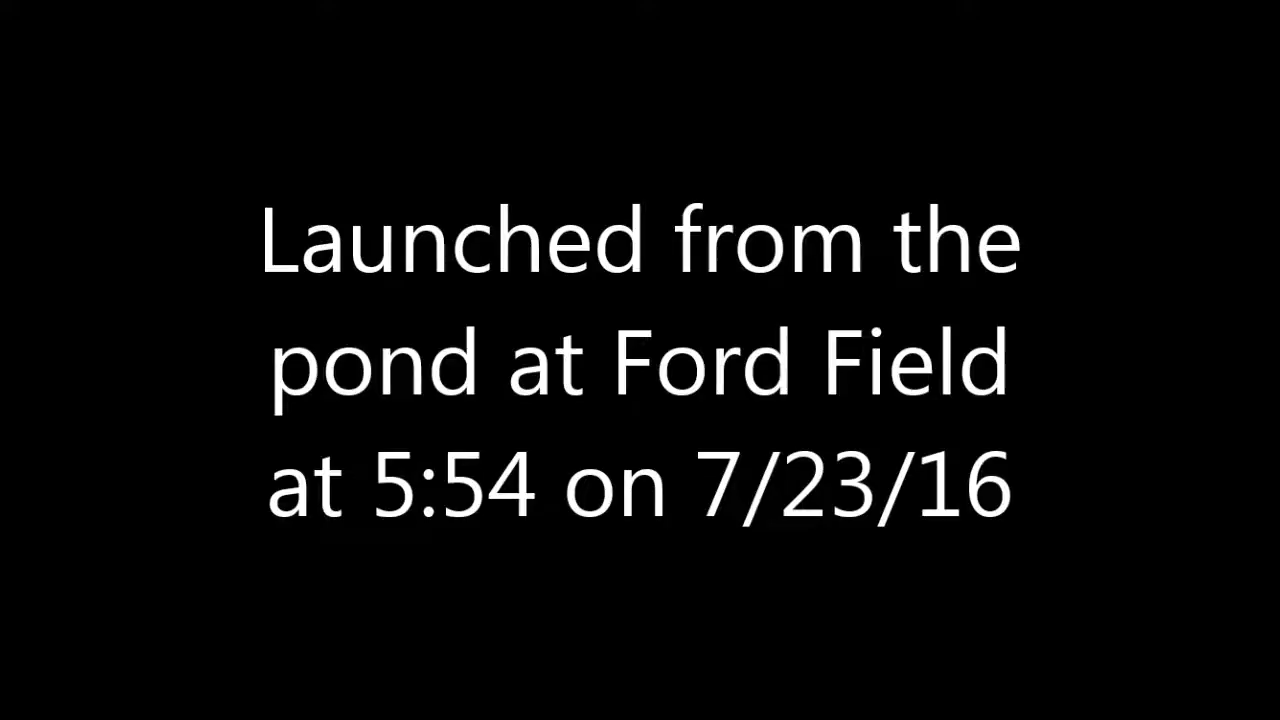 Launched from the
pond at Ford Field
at 5:54 on 7/23/16